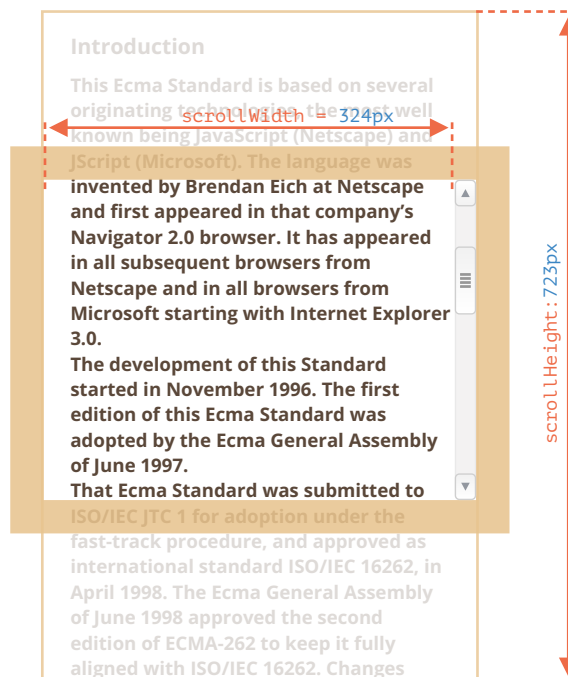 Introduction
This Ecma Standard is based on several
originating technologies, the most well
scrollWidth = 324px
known being JavaScript (Netscape) and
JScript (Microsoft). The language was
invented by Brendan Eich at Netscape
and first appeared in that company’s
Navigator 2.0 browser. It has appeared
in all subsequent browsers from
Netscape and in all browsers from
Microsoft starting with Internet Explorer
3.0.
The development of this Standard
started in November 1996. The first
edition of this Ecma Standard was
adopted by the Ecma General Assembly
of June 1997.
That Ecma Standard was submitted to
ISO/IEC JTC 1 for adoption under the
fast-track procedure, and approved as
international standard ISO/IEC 16262, in
April 1998. The Ecma General Assembly
of June 1998 approved the second
edition of ECMA-262 to keep it fully
aligned with ISO/IEC 16262. Changes
scrollHeight:723px